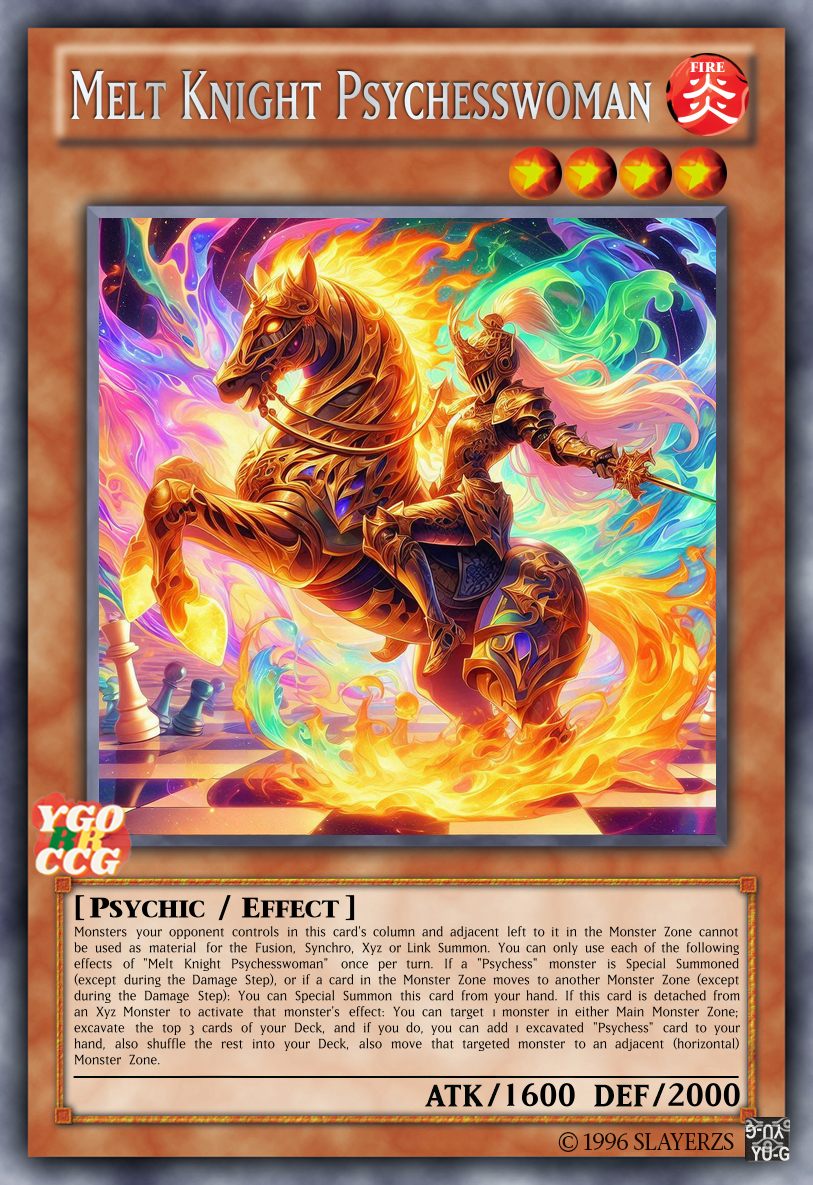 Melt Knight Psychesswoman
FIRE
炎
YGO
BR
CCG
[ Psychic / Effect ]
Monsters your opponent controls in this card's column and adjacent left to it in the Monster Zone cannot
be used as material for the Fusion, Synchro, Xyz or Link Summon. You can only use each of the following
effects of "Melt Knight Psychesswoman" once per turn. If a "Psychess" monster is Special Summoned
(except during the Damage Step), or if a card in the Monster Zone moves to another Monster Zone (except
during the Damage Step): You can Special Summon this card from your hand. If this card is detached from
an Xyz Monster to activate that monster's effect: You can target 1 monster in either Main Monster Zone;
excavate the top 3 cards of your Deck, and if you do, you can add 1 excavated "Psychess" card to your
hand, also shuffle the rest into your Deck, also move that targeted monster to an adjacent (horizontal)
Monster Zone.
ATK/1600 DEF/2000
© 1996 SLAYERZS
YU-G
YU-G